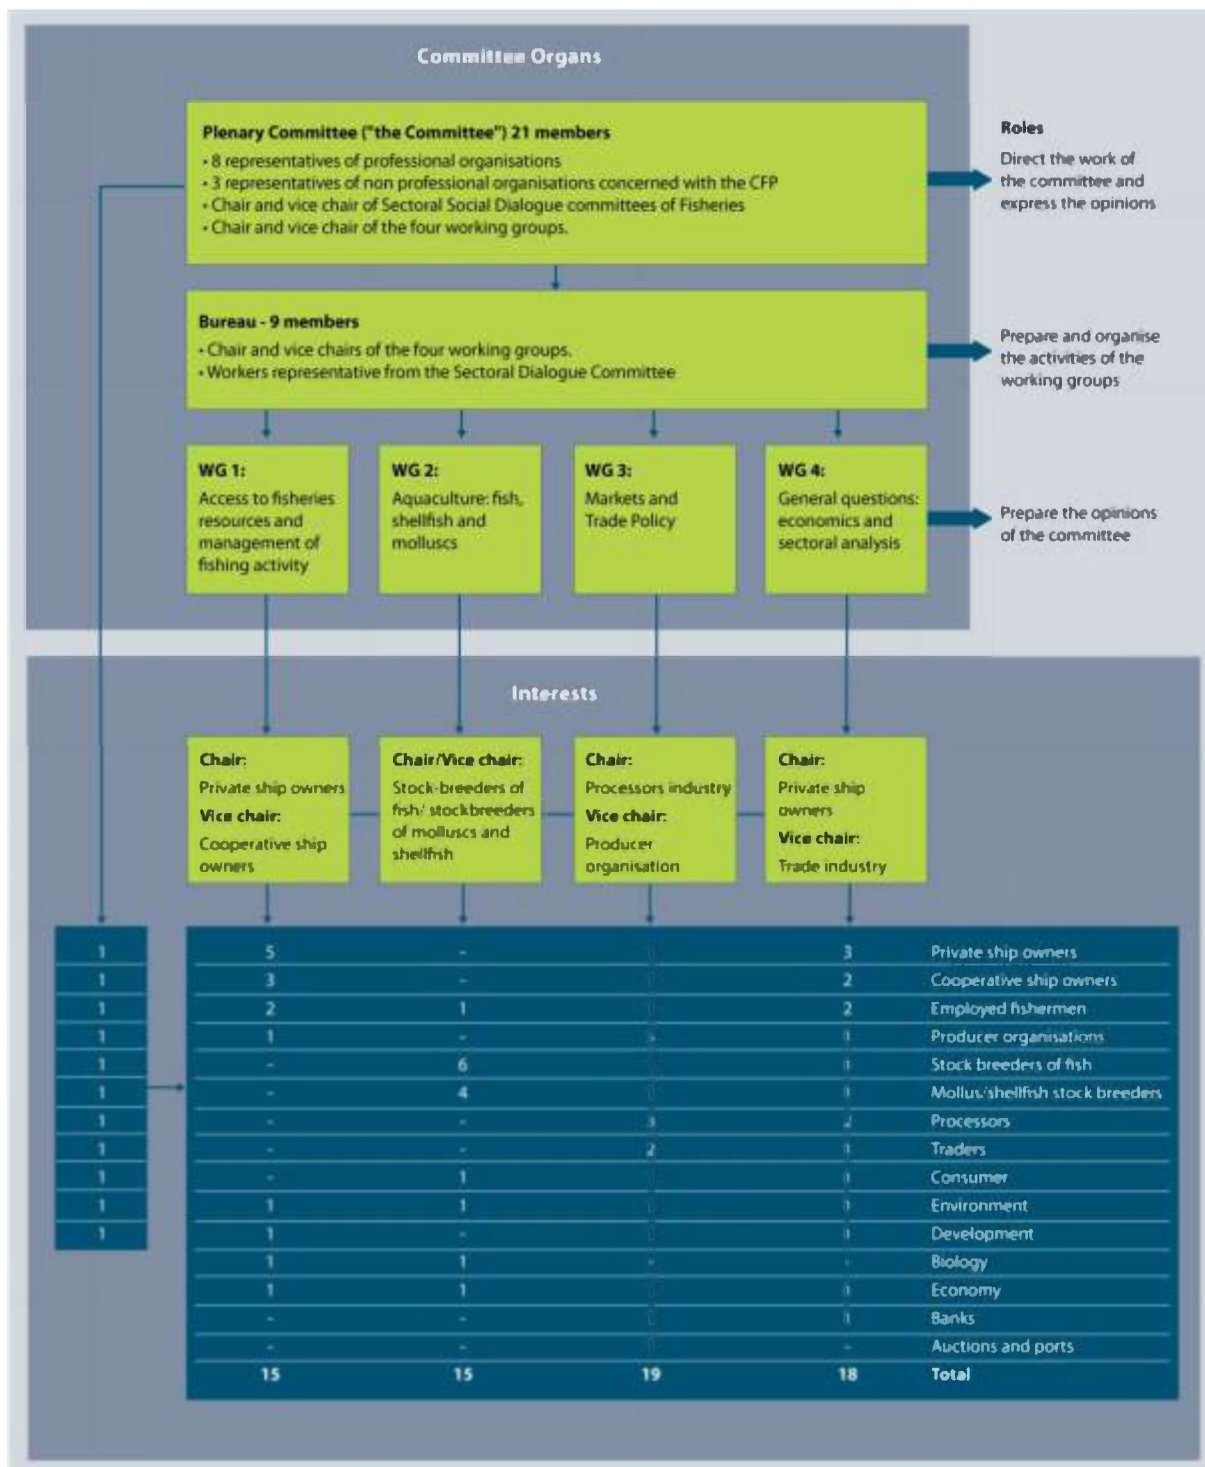 Committee Organs
Plenary Committee ("the Committee") 21 members
• 8 representatives of professional organisations
• 3 representatives of non professional organisations concerned with the CFP
• Chair and vice chair of Sectoral Social Dialogue committees of Fisheries
• Chair and vice chair of the four working groups.
Roles
Direct the work of
the committee and
express the opinions
Bureau - 9 members
• Chair and vice chairs of the four working groups.
• Workers representative from the Sectoral Dialogue Committee
Prepare and organise
the activities of the
working groups
WG 1:
Access to fisheries
resources and
management of
fishing activity
WG 2:
Aquaculture: fish,
shellfish and
molluscs
WG 3:
Markets and
Trade Policy
WG 4:
General questions:
economics and
sectoral analysis
Prepare the opinions
of the committee
Interests
Chair:
Private ship owners
Vice chair:
Cooperative ship
owners
Chair/Vice chair:
Stock-breeders of
fish/ stockbreeders
of molluscs and
shellfish
Chair:
Processors industry
Vice chair:
Producer
organisation
Chair:
Private ship
owners
Vice chair:
Trade industry
1 5 - 3 Private ship owners
1 3 - 2 Cooperative ship owners
1 2 1 2 Employed fishermen
1 1 - 1 Producer organisations
1 - 6 1 Stock breeders of fish
1 - 4 1 Mollus/shellfish stock breeders
1 - - 3 2 Processors
1 - - 2 1 Traders
1 - 1 1 Consumer
1 1 1 1 Environment
1 1 - 1 Development
1 1 - - Biology
1 1 1 Economy
- - 1 Banks
- - - Auctions and ports
15 15 19 18 Total